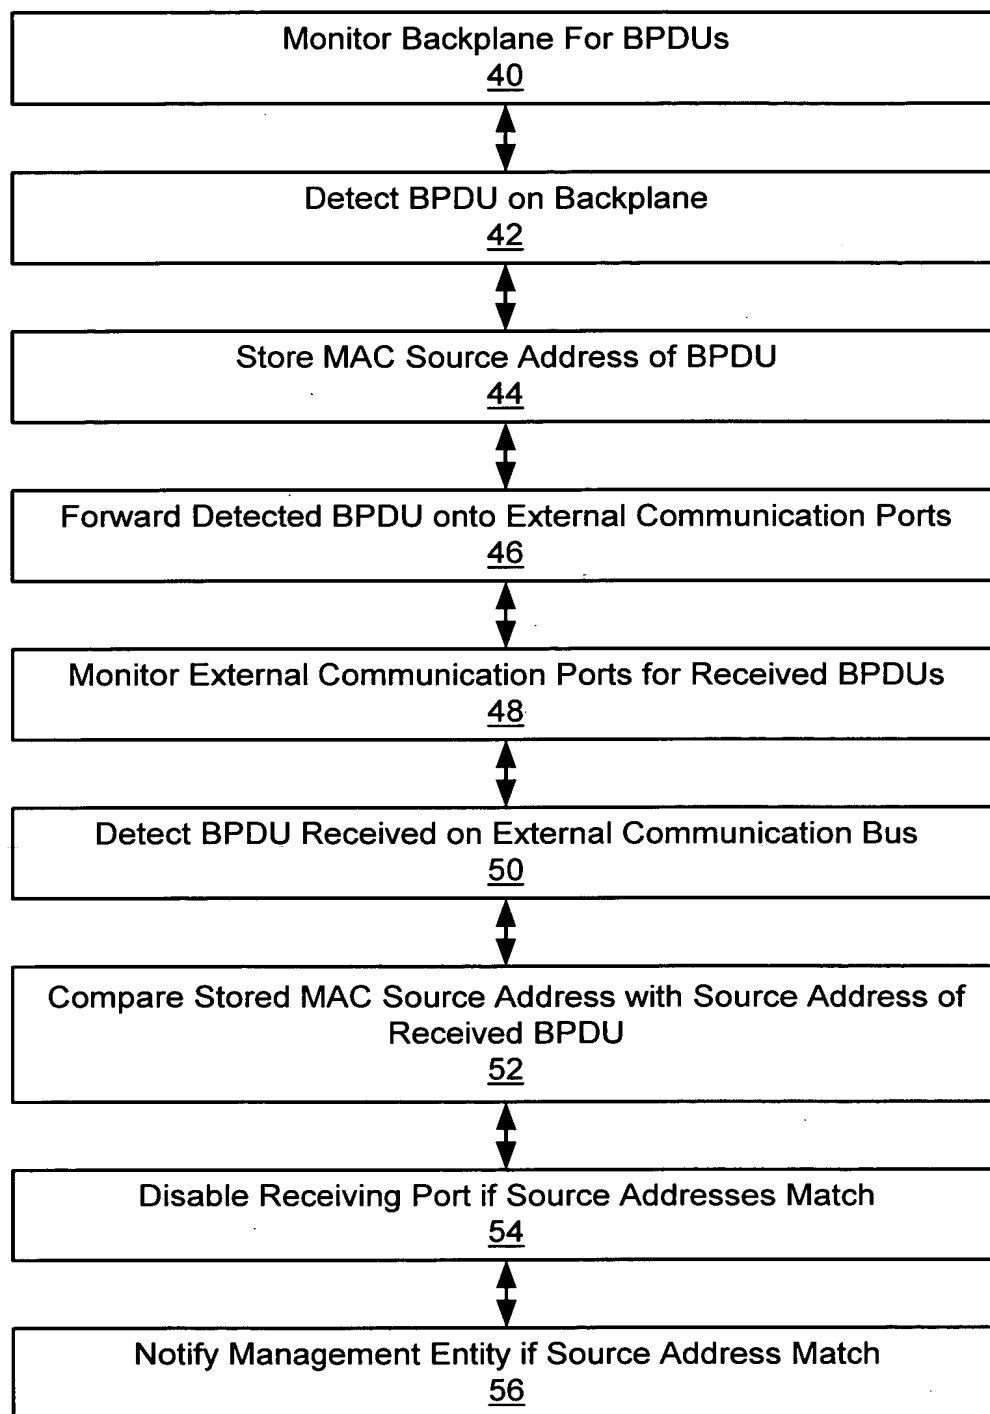 Monitor Backplane For BPDUs
40
Detect BPDU on Backplane
42
Store MAC Source Address of BPDU
44
Forward Detected BPDU onto External Communication Ports
46
Monitor External Communication Ports for Received BPDUs
48
Detect BPDU Received on External Communication Bus
50
Compare Stored MAC Source Address with Source Address of
Received BPDU
52
Disable Receiving Port if Source Addresses Match
54
Notify Management Entity if Source Address Match
56